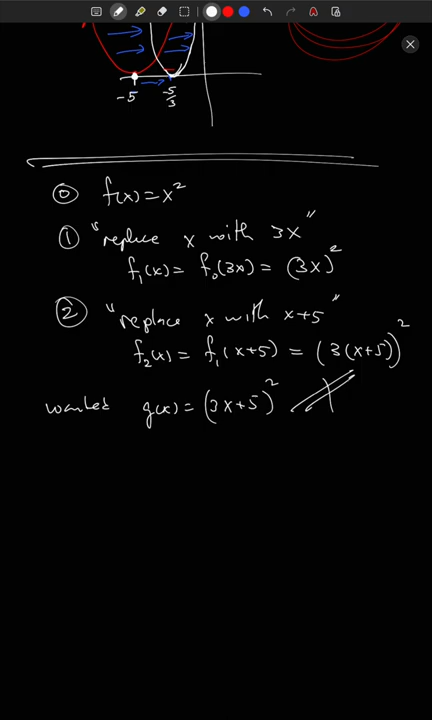 -5
-5/3
⓪ f(x) = x²
① "replace x with 3x"
f₁(x) = f₀(3x) = (3x)²
② "replace x with x+5"
f₂(x) = f₁(x+5) = (3(x+5))²
wanted g(x) = (3x+5)²